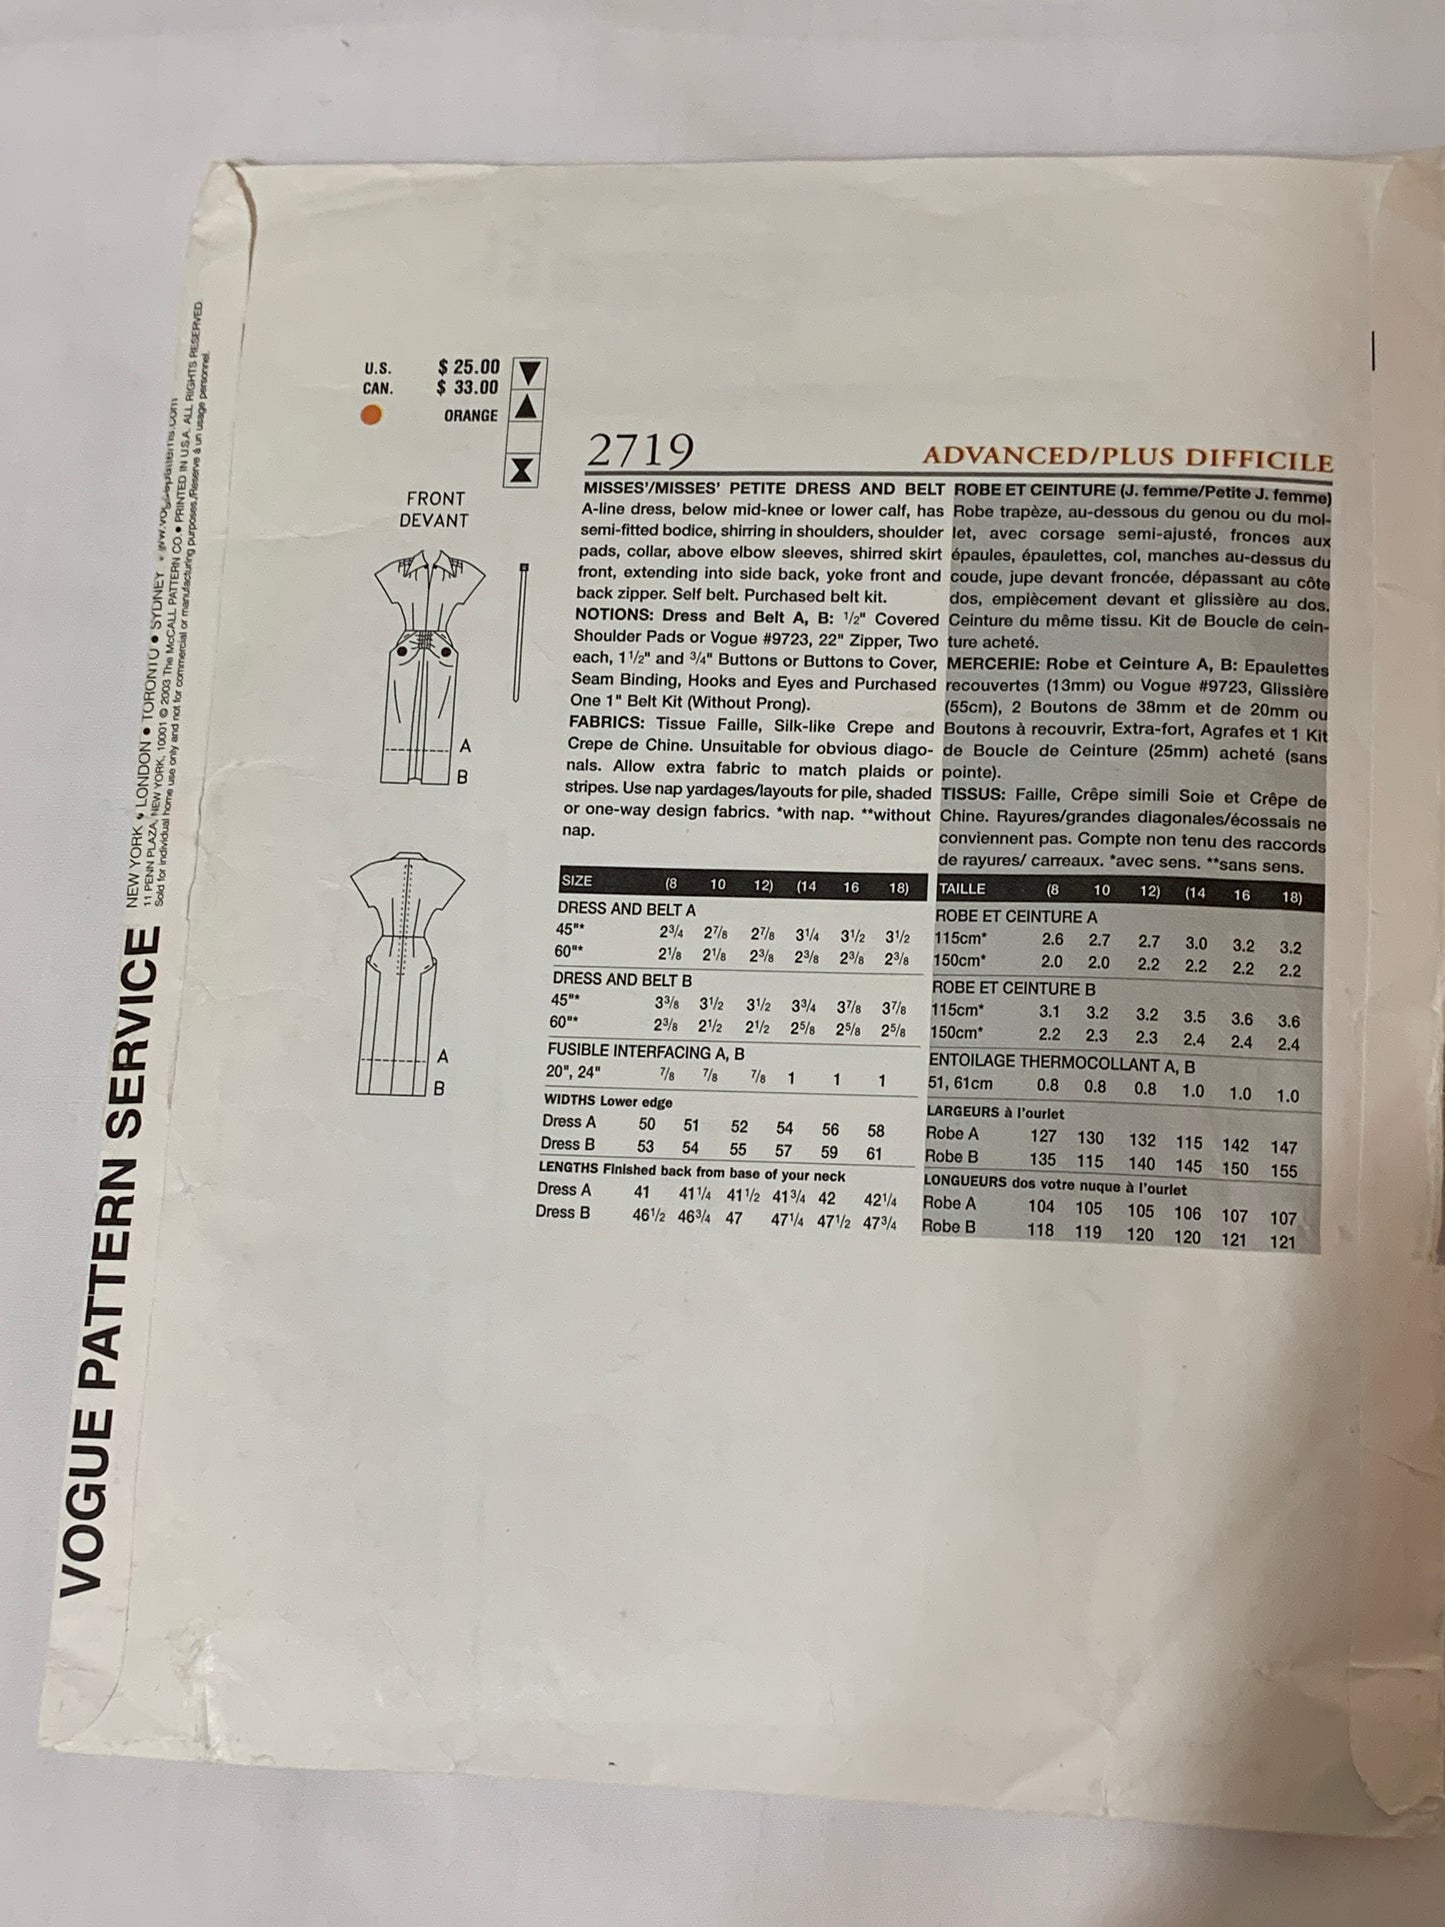 U.S. $ 25.00
CAN. $ 33.00
ORANGE
FRONT
DEVANT
A
B
A
B
2719 ADVANCED/PLUS DIFFICILE
MISSES'/MISSES' PETITE DRESS AND BELT
A-line dress, below mid-knee or lower calf, has
semi-fitted bodice, shirring in shoulders, shoulder
pads, collar, above elbow sleeves, shirred skirt
front, extending into side back, yoke front and
back zipper. Self belt. Purchased belt kit.
NOTIONS: Dress and Belt A, B: 1/2" Covered
Shoulder Pads or Vogue #9723, 22" Zipper, Two
each, 1 1/2" and 3/4" Buttons or Buttons to Cover,
Seam Binding, Hooks and Eyes and Purchased
One 1" Belt Kit (Without Prong).
FABRICS: Tissue Faille, Silk-like Crepe and
Crepe de Chine. Unsuitable for obvious diago-
nals. Allow extra fabric to match plaids or
stripes. Use nap yardages/layouts for pile, shaded
or one-way design fabrics. *with nap. **without
nap.
ROBE ET CEINTURE (J. femme/Petite J. femme)
Robe trapèze, au-dessous du genou ou du mol-
let, avec corsage semi-ajusté, fronces aux
épaules, épaulettes, col, manches au-dessus du
coude, jupe devant froncée, dépassant au côte
dos, empiècement devant et glissière au dos.
Ceinture du même tissu. Kit de Boucle de cein-
ture acheté.
MERCERIE: Robe et Ceinture A, B: Epaulettes
recouvertes (13mm) ou Vogue #9723, Glissière
(55cm), 2 Boutons de 38mm et de 20mm ou
Boutons à recouvrir, Extra-fort, Agrafes et 1 Kit
de Boucle de Ceinture (25mm) acheté (sans
pointe).
TISSUS: Faille, Crêpe simili Soie et Crêpe de
Chine. Rayures/grandes diagonales/écossais ne
conviennent pas. Compte non tenu des raccords
de rayures/ carreaux. *avec sens. **sans sens.
SIZE (8 10 12) (14 16 18)
DRESS AND BELT A
45"* 2 3/4 2 7/8 2 7/8 3 1/4 3 1/2 3 1/2
60"* 2 1/8 2 1/8 2 3/8 2 3/8 2 3/8 2 3/8
DRESS AND BELT B
45"* 3 3/8 3 1/2 3 1/2 3 3/4 3 7/8 3 7/8
60"* 2 3/8 2 1/2 2 1/2 2 5/8 2 5/8 2 5/8
FUSIBLE INTERFACING A, B
20", 24" 7/8 7/8 7/8 1 1 1
WIDTHS Lower edge
Dress A 50 51 52 54 56 58
Dress B 53 54 55 57 59 61
LENGTHS Finished back from base of your neck
Dress A 41 41 1/4 41 1/2 41 3/4 42 42 1/4
Dress B 46 1/2 46 3/4 47 47 1/4 47 1/2 47 3/4
TAILLE (8 10 12) (14 16 18)
ROBE ET CEINTURE A
115cm* 2.6 2.7 2.7 3.0 3.2 3.2
150cm* 2.0 2.0 2.2 2.2 2.2 2.2
ROBE ET CEINTURE B
115cm* 3.1 3.2 3.2 3.5 3.6 3.6
150cm* 2.2 2.3 2.3 2.4 2.4 2.4
ENTOILAGE THERMOCOLLANT A, B
51, 61cm 0.8 0.8 0.8 1.0 1.0 1.0
LARGEURS à l'ourlet
Robe A 127 130 132 115 142 147
Robe B 135 115 140 145 150 155
LONGUEURS dos votre nuque à l'ourlet
Robe A 104 105 105 106 107 107
Robe B 118 119 120 120 121 121
VOGUE PATTERN SERVICE
NEW YORK • LONDON • TORONTO • SYDNEY
11 PENN PLAZA, NEW YORK, 10001 © 2003 The McCALL PATTERN CO. • PRINTED IN U.S.A. ALL RIGHTS RESERVED
Sold for individual home use only and not for commercial or manufacturing purposes./Reservé à un usage personnel.